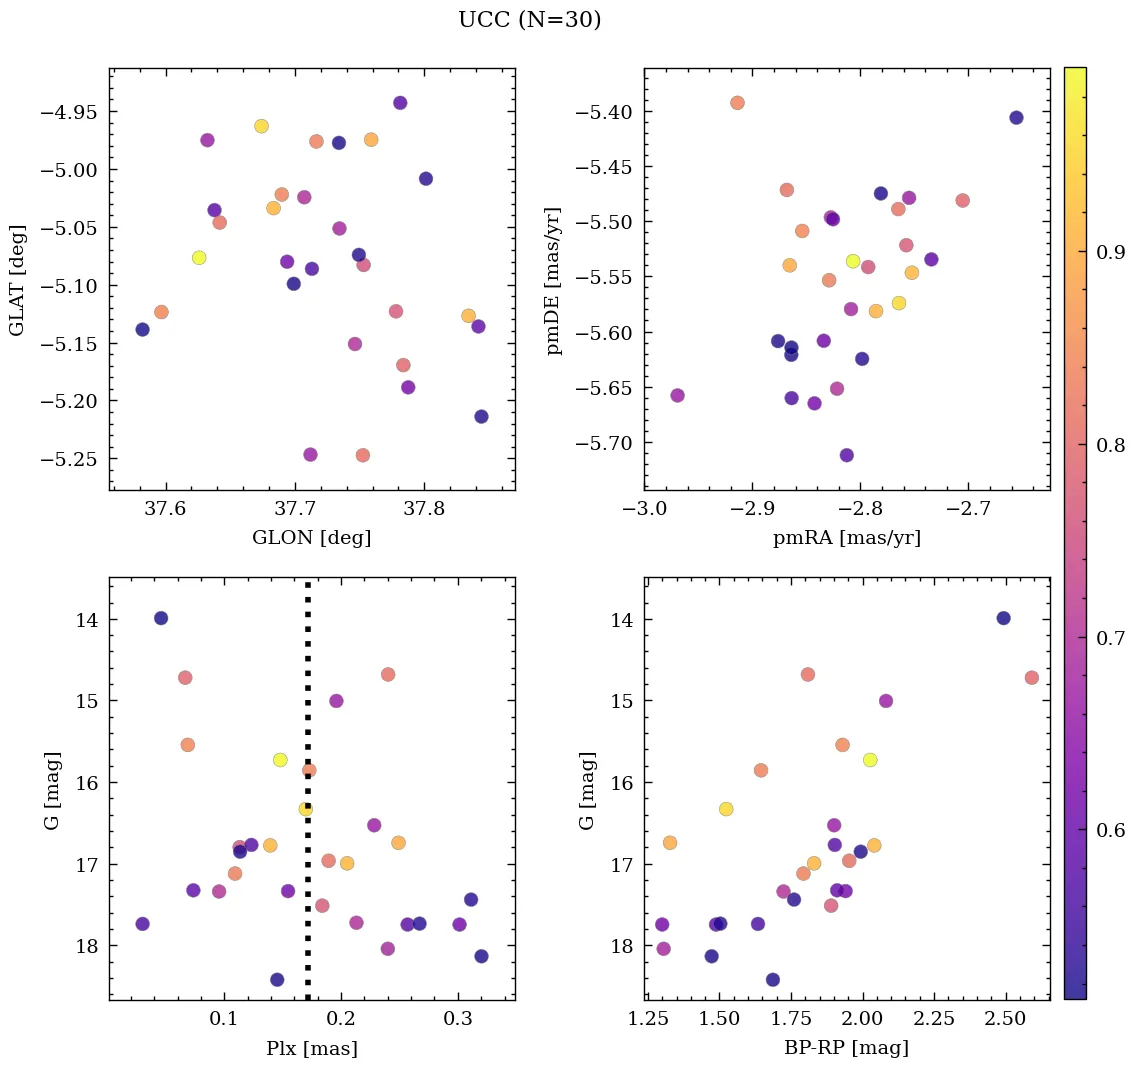 UCC (N=30)
−4.95
−5.00
−5.05
−5.10
−5.15
−5.20
−5.25
GLAT [deg]
37.6 37.7 37.8
GLON [deg]
−5.40
−5.45
−5.50
−5.55
−5.60
−5.65
−5.70
pmDE [mas/yr]
−3.0 −2.9 −2.8 −2.7
pmRA [mas/yr]
14
15
16
17
18
G [mag]
0.1 0.2 0.3
Plx [mas]
14
15
16
17
18
G [mag]
1.25 1.50 1.75 2.00 2.25 2.50
BP-RP [mag]
0.9
0.8
0.7
0.6